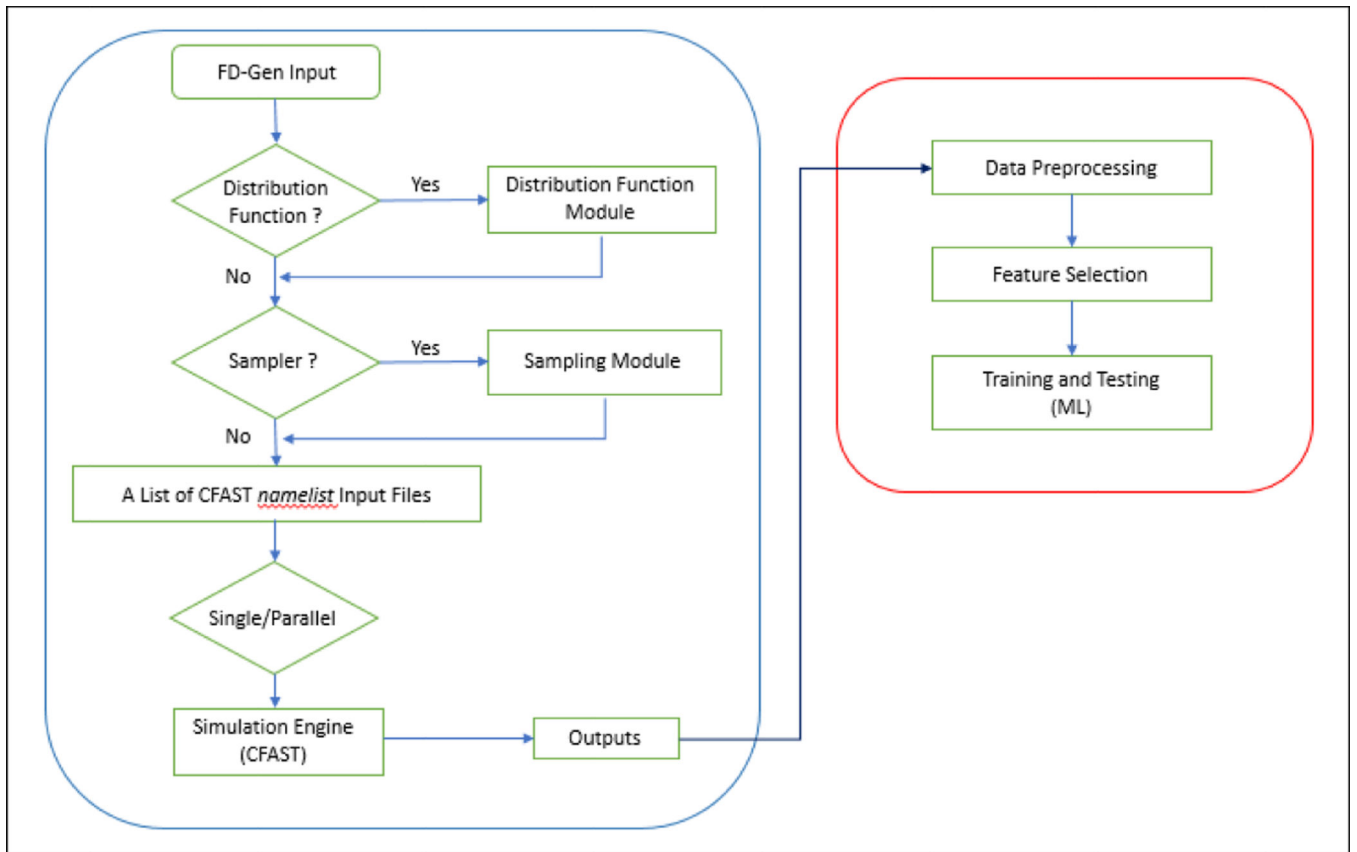 FD-Gen Input
Distribution
Function ?
Yes
Distribution Function
Module
No
Sampler ?
Yes
Sampling Module
No
A List of CFAST namelist Input Files
Single/Parallel
Simulation Engine
(CFAST)
Outputs
Data Preprocessing
Feature Selection
Training and Testing
(ML)